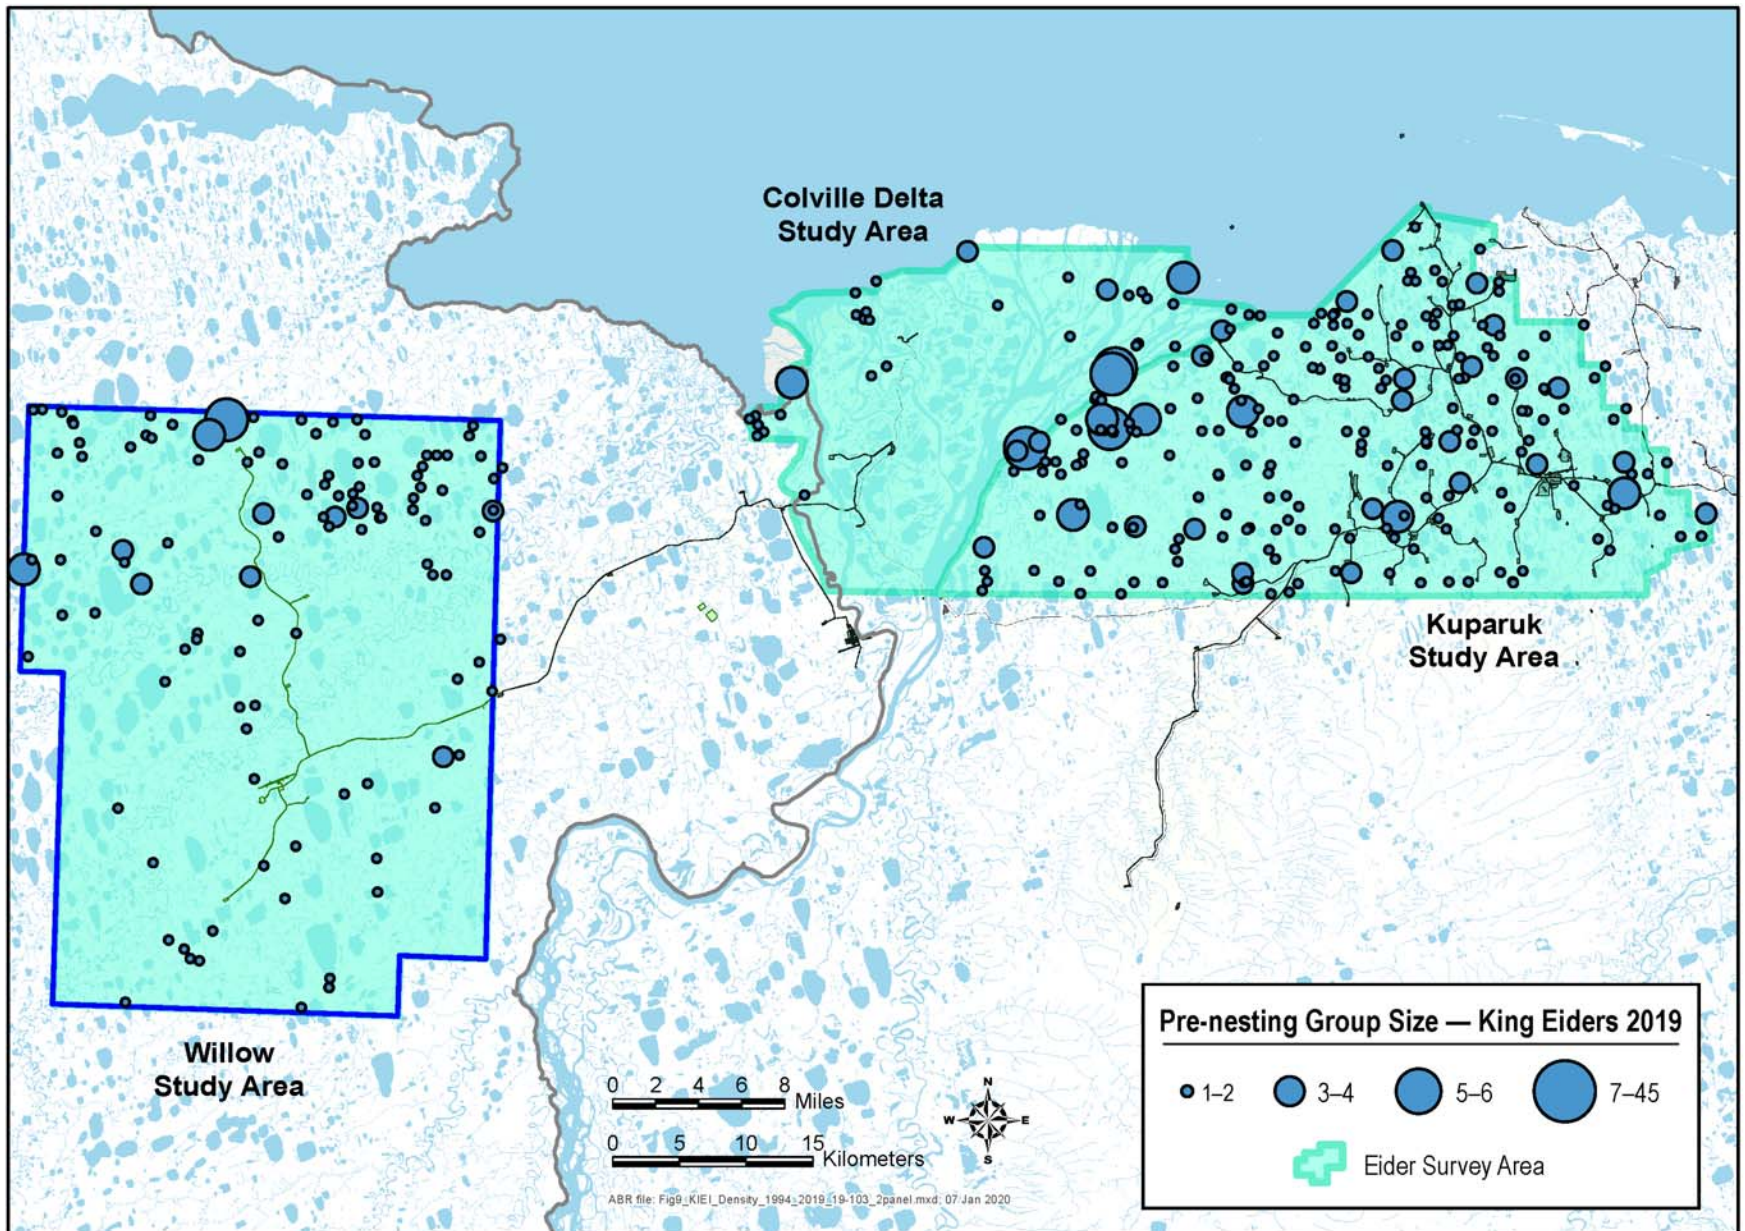 Colville Delta
Study Area
Kuparuk
Study Area
Willow
Study Area
Pre-nesting Group Size — King Eiders 2019
1–2 3–4 5–6 7–45
Eider Survey Area
0 2 4 6 8
Miles
0 5 10 15
Kilometers
N
W E
S
ABR file: Fig9_KIEI_Density_1994_2019_19-103_2panel.mxd; 07 Jan 2020